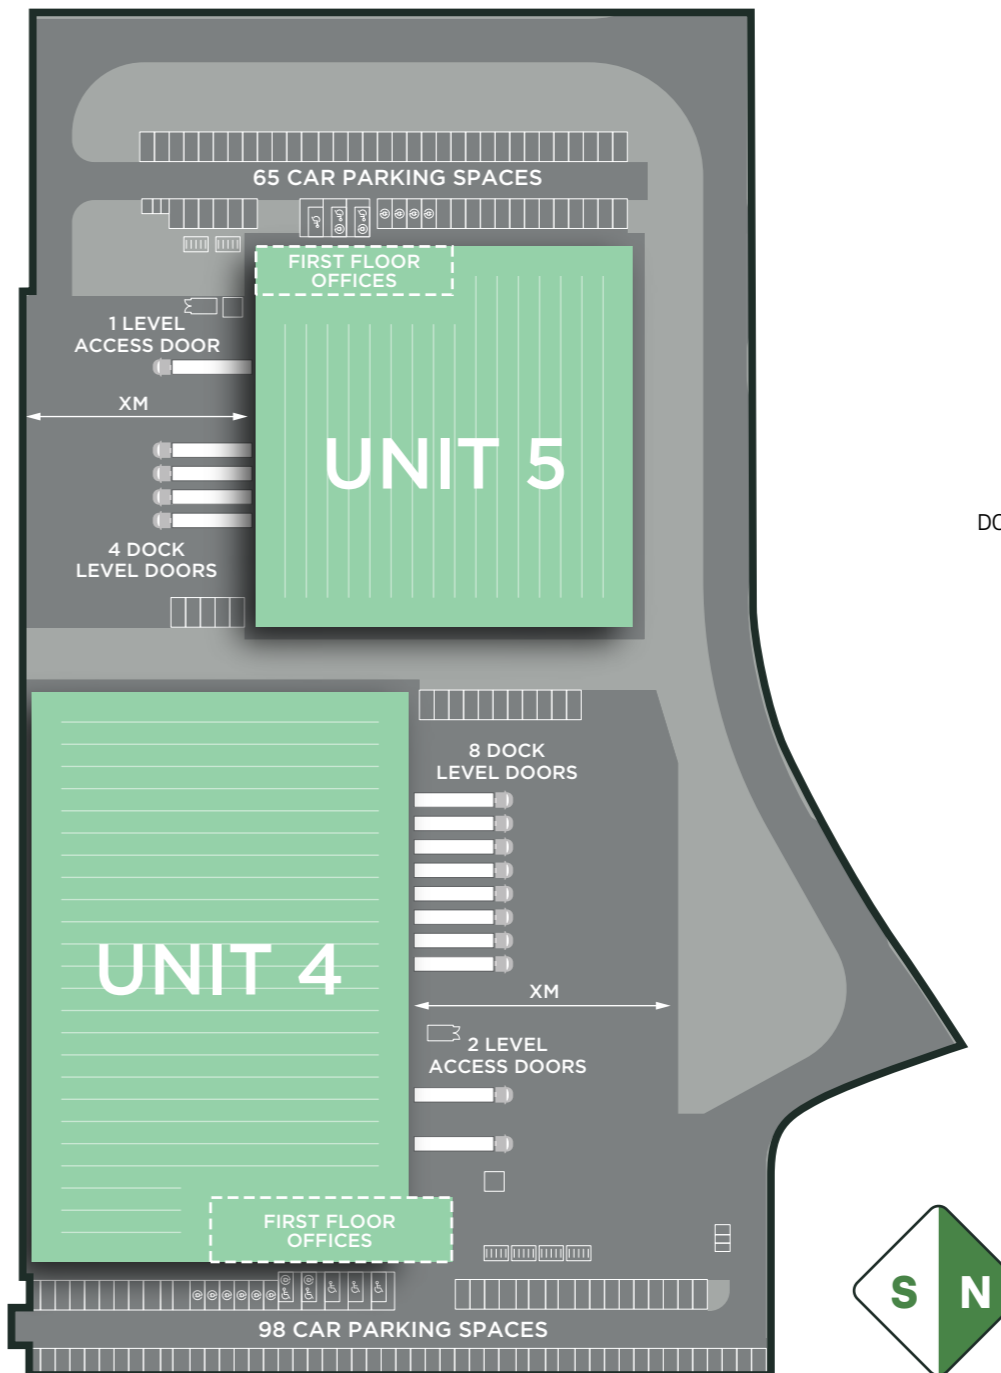 65 CAR PARKING SPACES
FIRST FLOOR
OFFICES
1 LEVEL
ACCESS DOOR
XM
UNIT 5
4 DOCK
LEVEL DOORS
DO
8 DOCK
LEVEL DOORS
UNIT 4
XM
2 LEVEL
ACCESS DOORS
FIRST FLOOR
OFFICES
98 CAR PARKING SPACES
S N